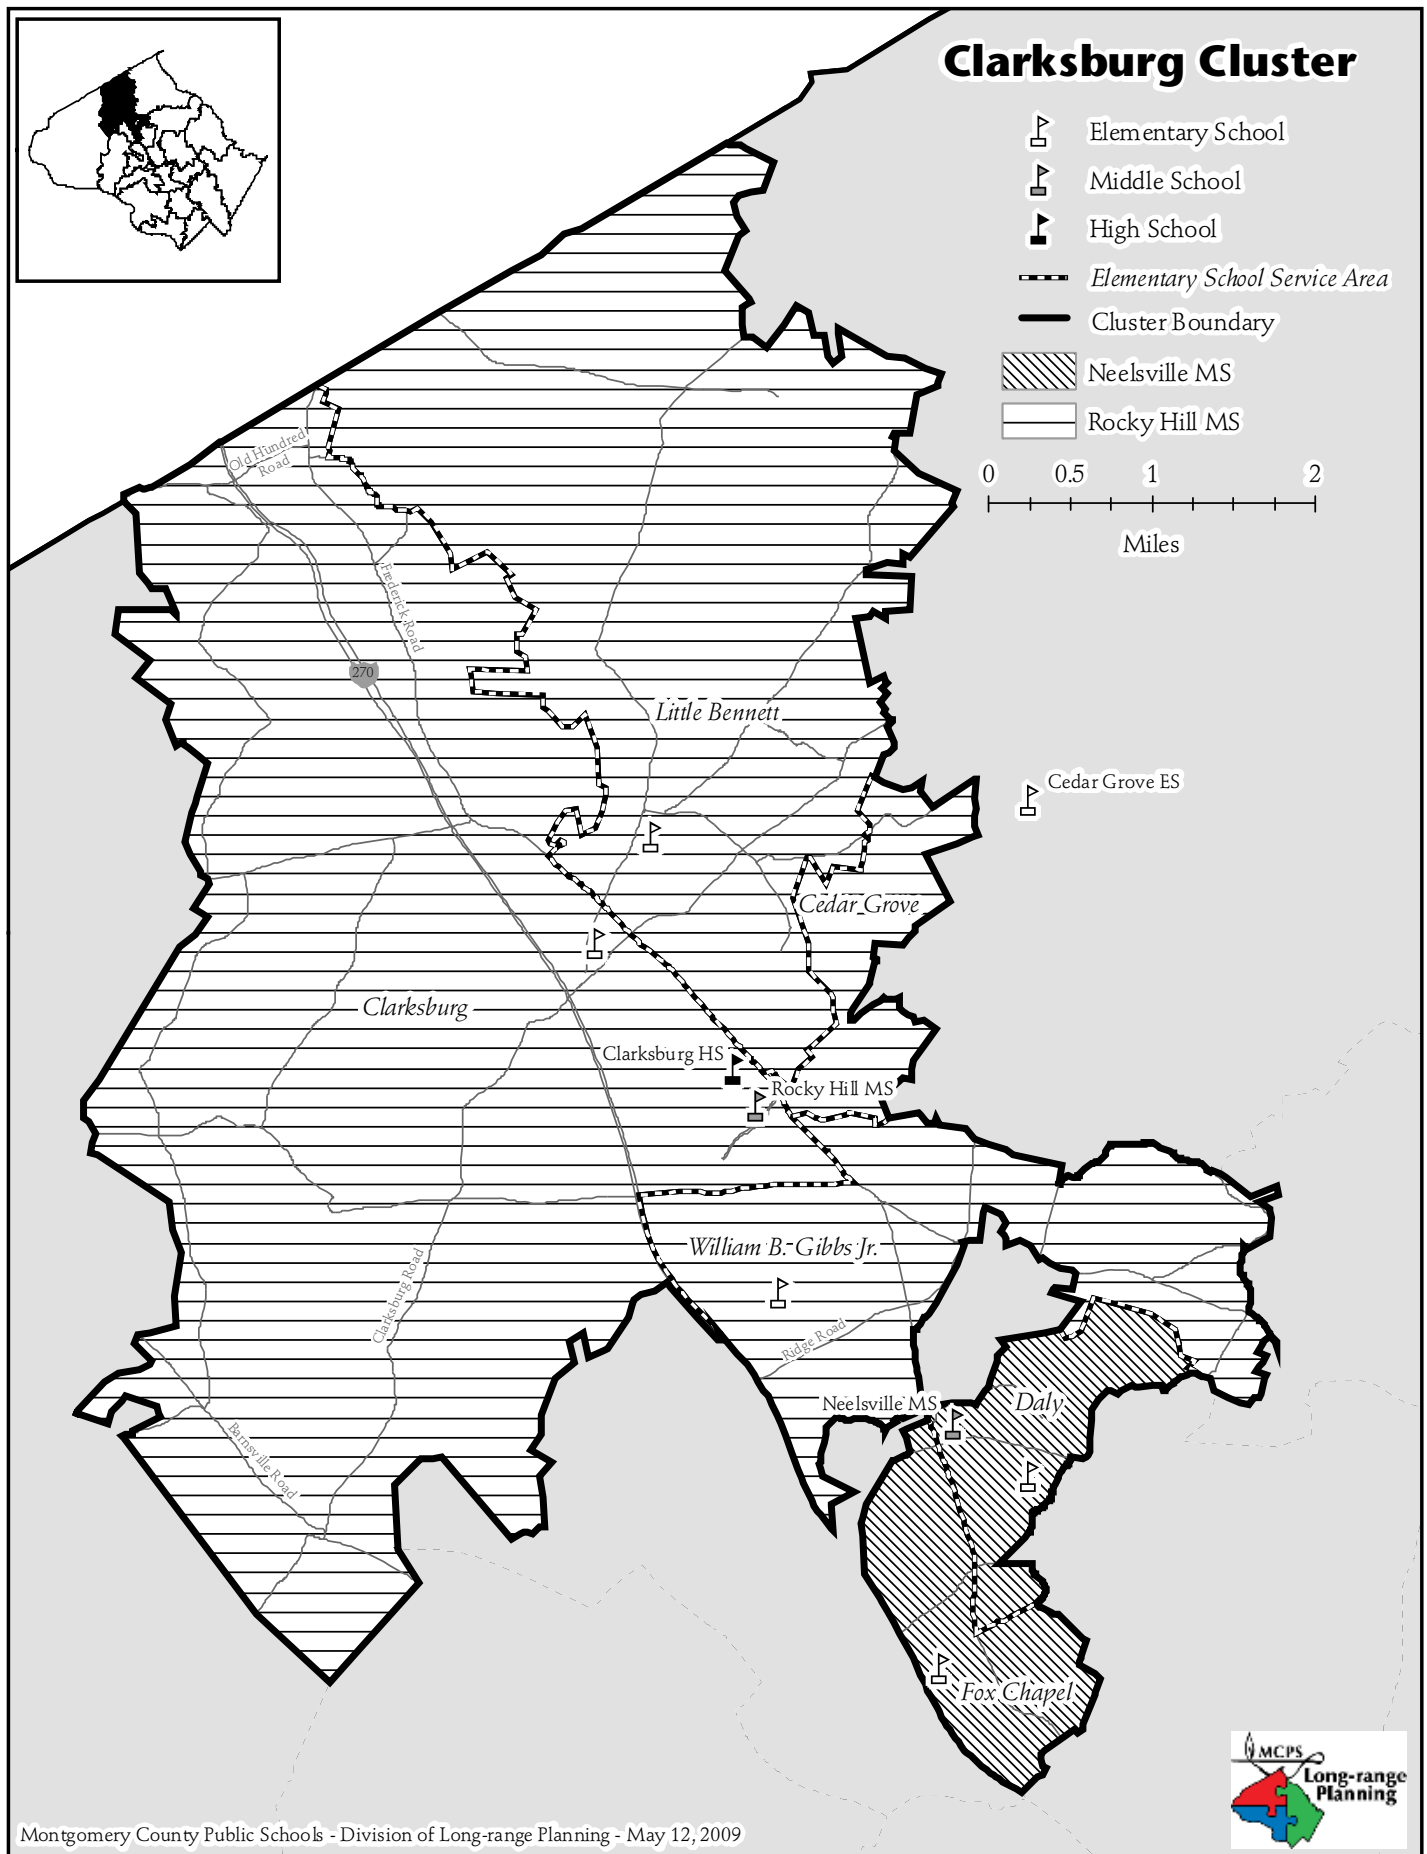 Clarksburg Cluster
Elementary School
Middle School
High School
Elementary School Service Area
Cluster Boundary
Neelsville MS
Rocky Hill MS
0 0.5 1 2
Miles
Old Hundred
Road
Frederick Road
270
Little Bennett
Cedar Grove ES
Cedar Grove
Clarksburg
Clarksburg HS
Rocky Hill MS
William B. Gibbs Jr.
Clarksburg Road
Ridge Road
Neelsville MS
Daly
Barnsville Road
Fox Chapel
MCPS
Long-range
Planning
Montgomery County Public Schools - Division of Long-range Planning - May 12, 2009